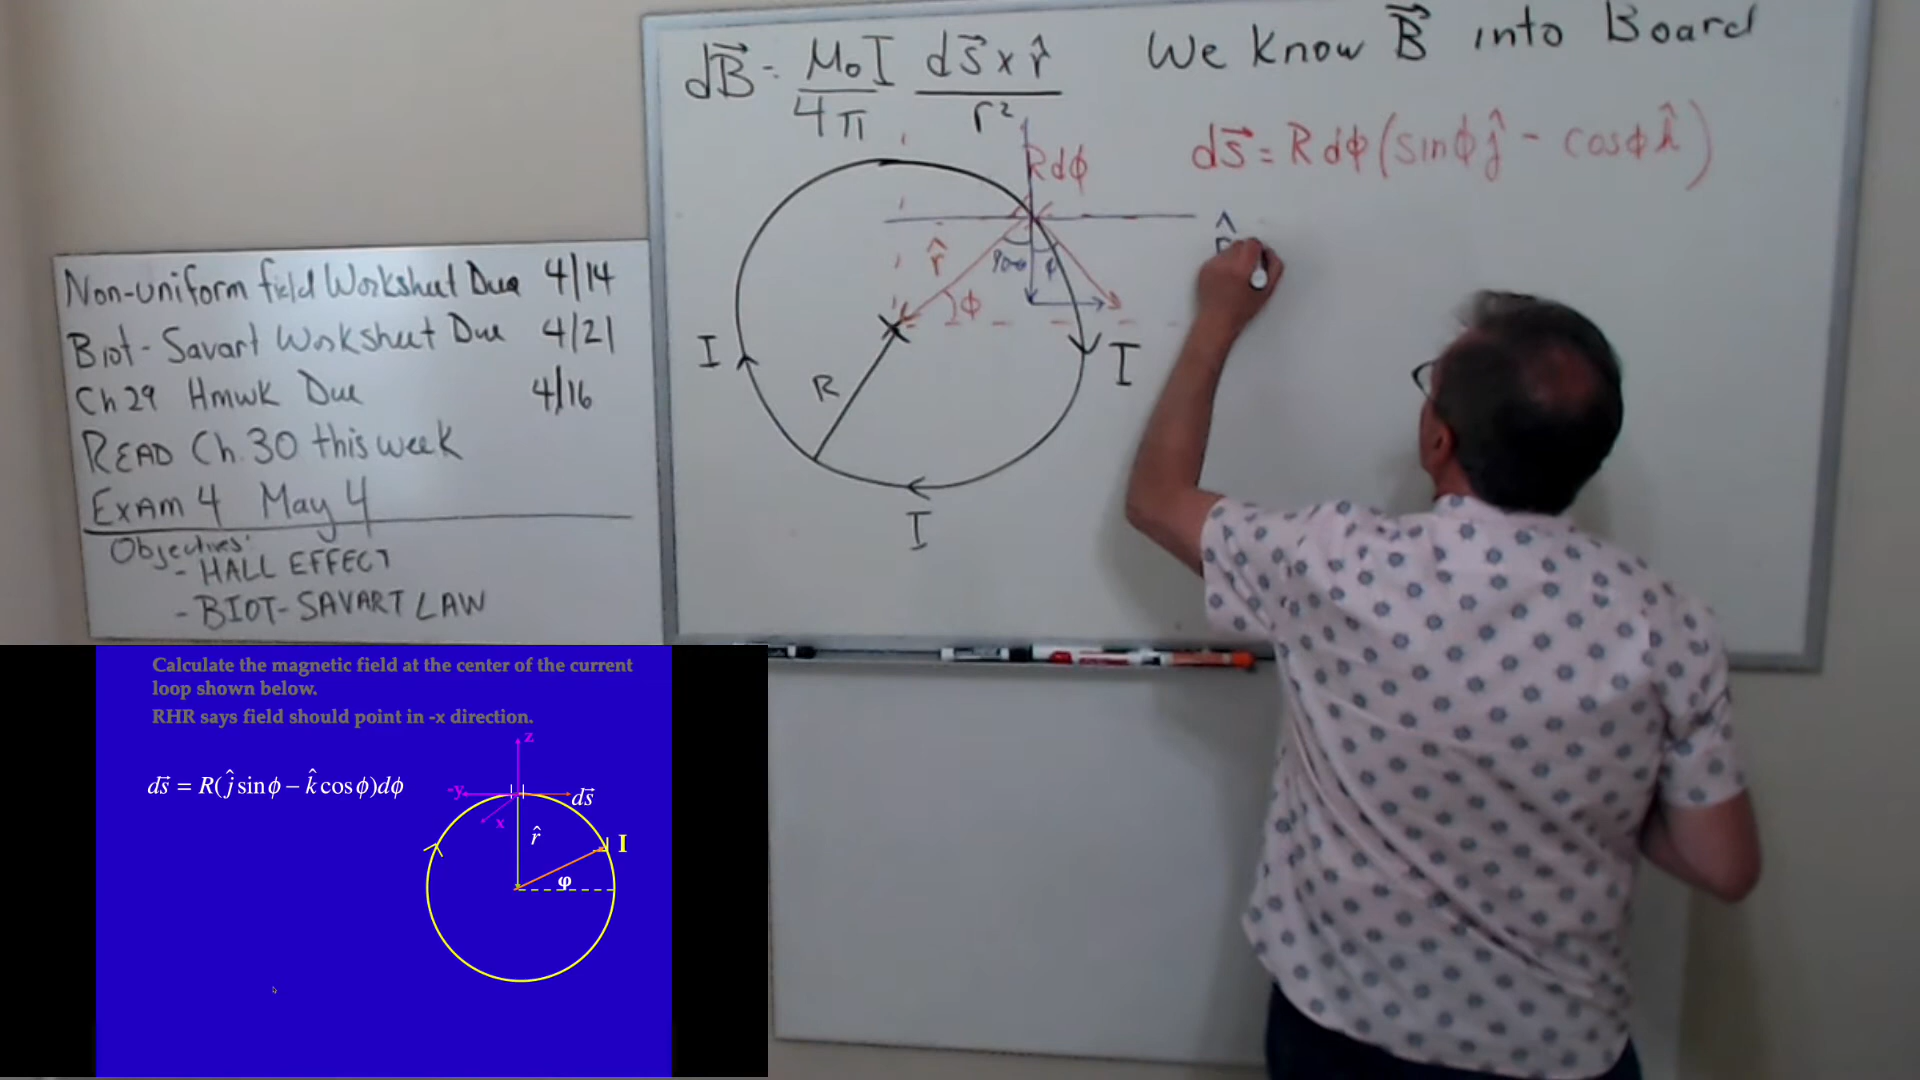 Non-uniform field Worksheet Due 4/14
Biot-Savart Worksheet Due 4/21
Ch 29 Hmwk Due 4/16
READ Ch. 30 this week
EXAM 4 May 4
Objectives:
- HALL EFFECT
- BIOT-SAVART LAW
dB⃗ = μ₀I/4π ds⃗ x r̂/r²
We Know B⃗ into Board
ds⃗ = R dϕ (sinϕ ĵ - cosϕ k̂)
Rdϕ
r̂
r̂
90-ϕ ϕ
ϕ
I
I
R
I
Calculate the magnetic field at the center of the current
loop shown below.
RHR says field should point in -x direction.
z
ds⃗ = R(ĵ sinϕ – k̂ cosϕ)dϕ
-y
ds⃗
x
r̂
I
φ